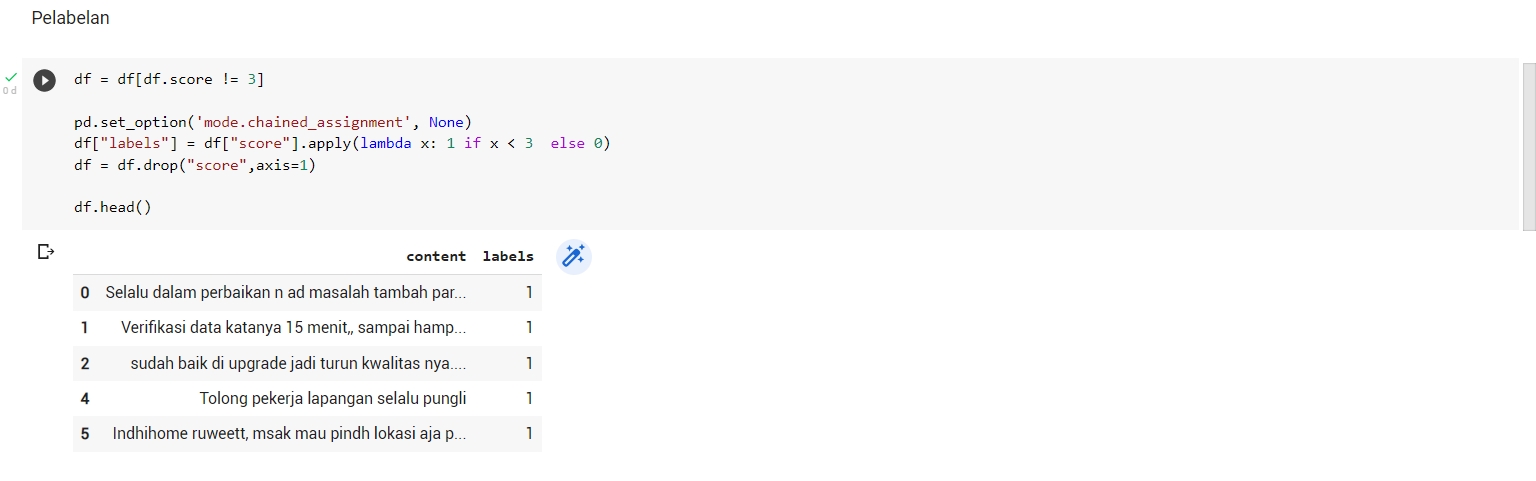 Pelabelan
df = df[df.score != 3]
0 d
pd.set_option('mode.chained_assignment', None)
df["labels"] = df["score"].apply(lambda x: 1 if x < 3  else 0)
df = df.drop("score",axis=1)
df.head()
content labels
0 Selalu dalam perbaikan n ad masalah tambah par... 1
1 Verifikasi data katanya 15 menit,, sampai hamp... 1
2 sudah baik di upgrade jadi turun kwalitas nya.... 1
4 Tolong pekerja lapangan selalu pungli 1
5 Indhihome ruweett, msak mau pindh lokasi aja p... 1